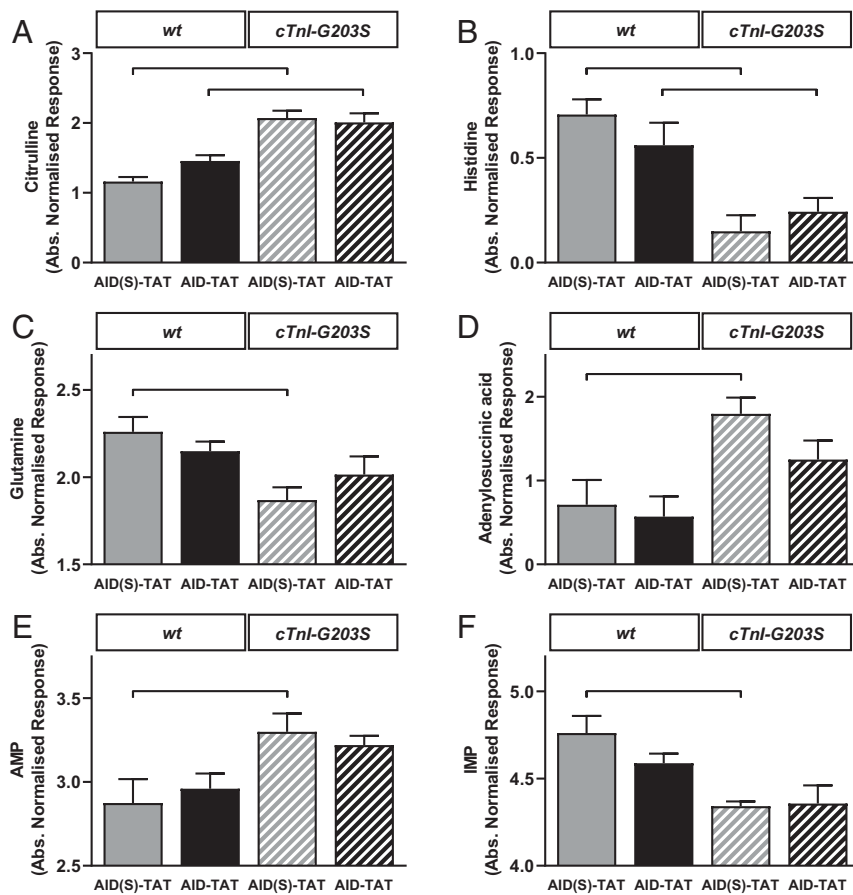 A
wt
cTnI-G203S
Citrulline
(Abs. Normalised Response)
3
2
1
0
AID(S)-TAT AID-TAT AID(S)-TAT AID-TAT
B
wt
cTnI-G203S
Histidine
(Abs. Normalised Response)
1.0
0.5
0.0
AID(S)-TAT AID-TAT AID(S)-TAT AID-TAT
C
wt
cTnI-G203S
Glutamine
(Abs. Normalised Response)
2.5
2.0
1.5
AID(S)-TAT AID-TAT AID(S)-TAT AID-TAT
D
wt
cTnI-G203S
Adenylosuccinic acid
(Abs. Normalised Response)
2
1
0
AID(S)-TAT AID-TAT AID(S)-TAT AID-TAT
E
wt
cTnI-G203S
AMP
(Abs. Normalised Response)
3.5
3.0
2.5
AID(S)-TAT AID-TAT AID(S)-TAT AID-TAT
F
wt
cTnI-G203S
IMP
(Abs. Normalised Response)
5.0
4.5
4.0
AID(S)-TAT AID-TAT AID(S)-TAT AID-TAT